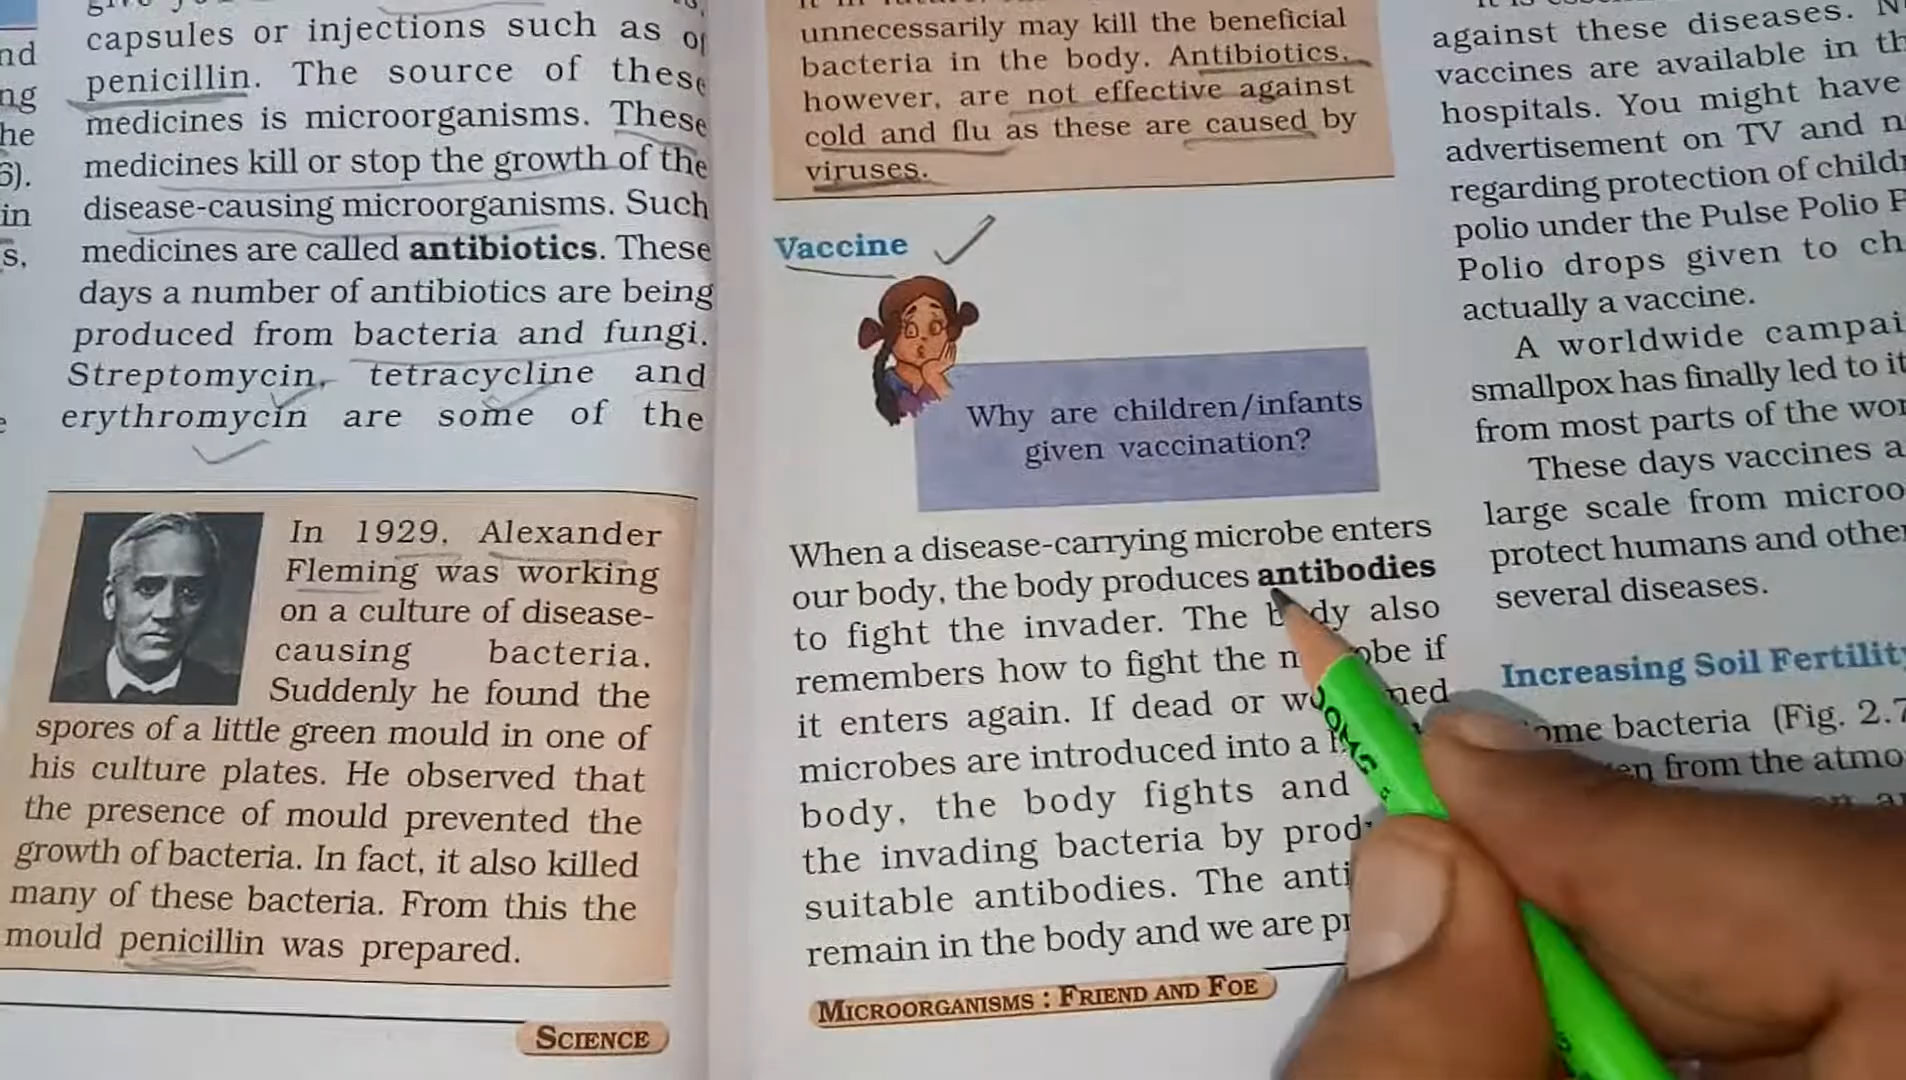 nd
ng
he
6).
in
s,
capsules or injections such as of
penicillin. The source of these
medicines is microorganisms. These
medicines kill or stop the growth of the
disease-causing microorganisms. Such
medicines are called antibiotics. These
days a number of antibiotics are being
produced from bacteria and fungi.
Streptomycin, tetracycline and
erythromycin are some of the
In 1929, Alexander
Fleming was working
on a culture of disease-
causing bacteria.
Suddenly he found the
spores of a little green mould in one of
his culture plates. He observed that
the presence of mould prevented the
growth of bacteria. In fact, it also killed
many of these bacteria. From this the
mould penicillin was prepared.
SCIENCE
unnecessarily may kill the beneficial
bacteria in the body. Antibiotics,
however, are not effective against
cold and flu as these are caused by
viruses.
Vaccine
Why are children/infants
given vaccination?
When a disease-carrying microbe enters
our body, the body produces antibodies
to fight the invader. The body also
remembers how to fight the if
it enters again. If dead or
microbes are introduced into a
body, the body fights and
the invading bacteria by
suitable antibodies. The
remain in the body and we are
MICROORGANISMS : FRIEND AND FOE
against these diseases.
vaccines are available in
hospitals. You might have
advertisement on TV and
regarding protection of
polio under the Pulse Polio
Polio drops given to
actually a vaccine.
A worldwide
smallpox has finally led to
from most parts of the
These days vaccines
large scale from
protect humans and
several diseases.
Increasing Soil
bacteria (Fig. 2.7
from the